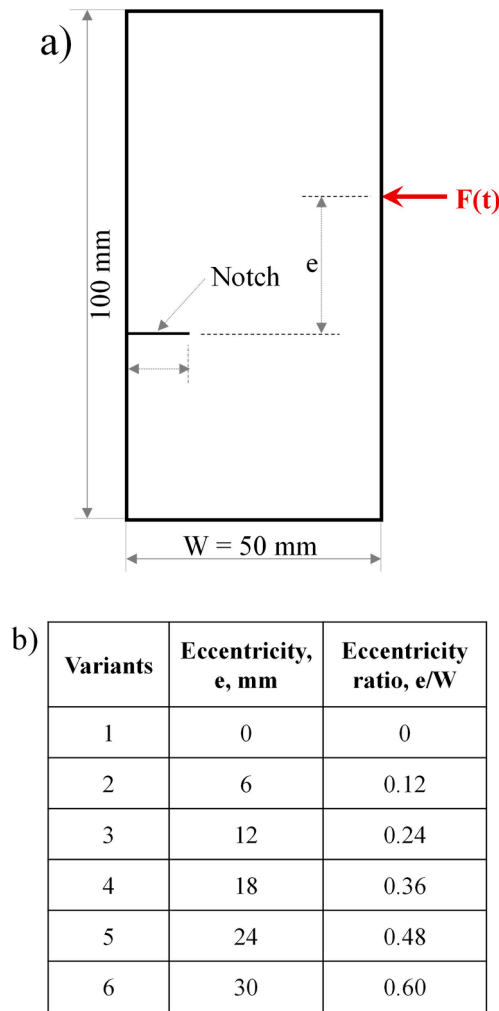 a)
F(t)
100 mm
e
Notch
W = 50 mm
b)
Variants Eccentricity, e, mm Eccentricity ratio, e/W
1 0 0
2 6 0.12
3 12 0.24
4 18 0.36
5 24 0.48
6 30 0.60